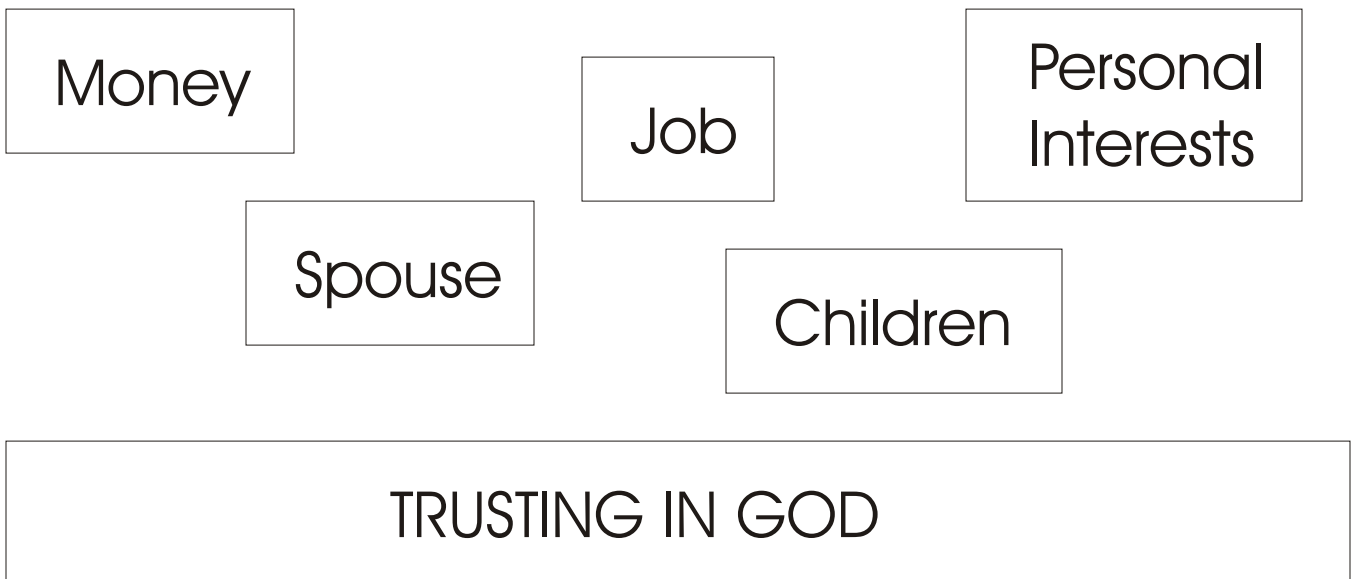 Money
Job
Personal
Interests
Spouse
Children
TRUSTING IN GOD